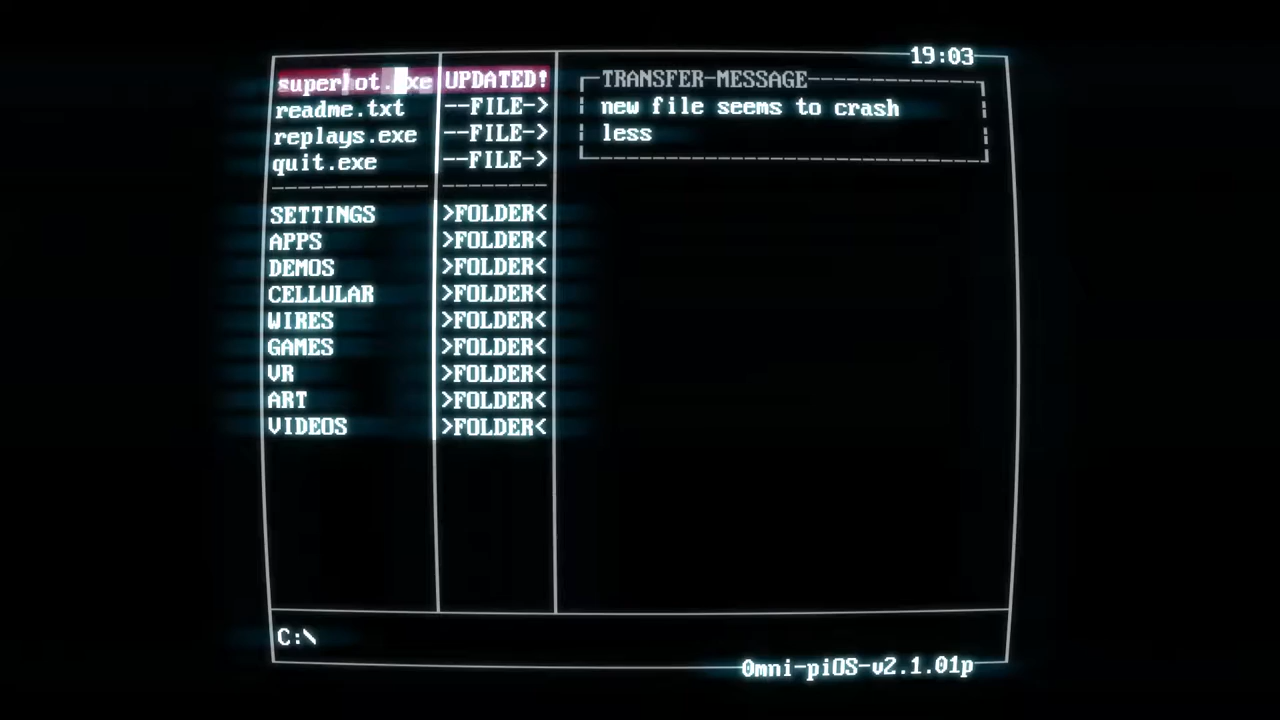 19:03
superhot.exe UPDATED!
readme.txt --FILE->
replays.exe --FILE->
quit.exe --FILE->
SETTINGS >FOLDER<
APPS >FOLDER<
DEMOS >FOLDER<
CELLULAR >FOLDER<
WIRES >FOLDER<
GAMES >FOLDER<
VR >FOLDER<
ART >FOLDER<
VIDEOS >FOLDER<
TRANSFER-MESSAGE
new file seems to crash
less
C:\
Omni-piOS-v2.1.01p